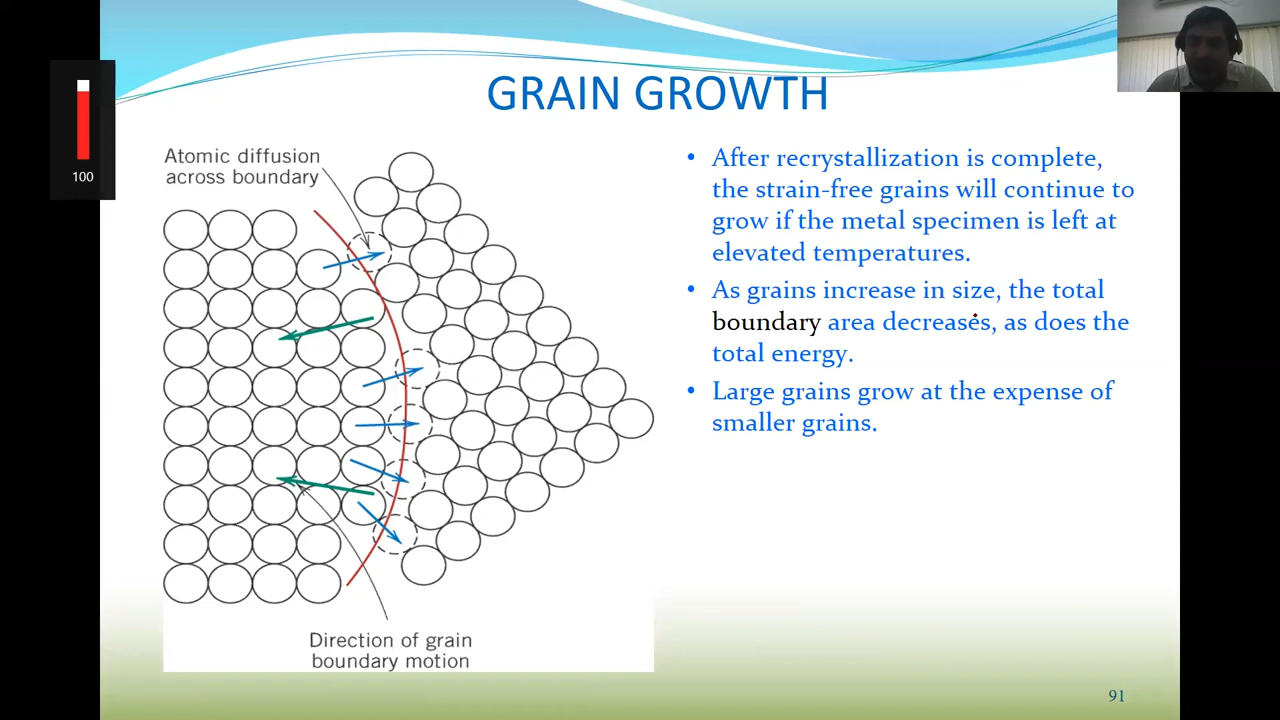 GRAIN GROWTH
Atomic diffusion
across boundary
Direction of grain
boundary motion
• After recrystallization is complete,
the strain-free grains will continue to
grow if the metal specimen is left at
elevated temperatures.
• As grains increase in size, the total
boundary area decreases, as does the
total energy.
• Large grains grow at the expense of
smaller grains.
100
91